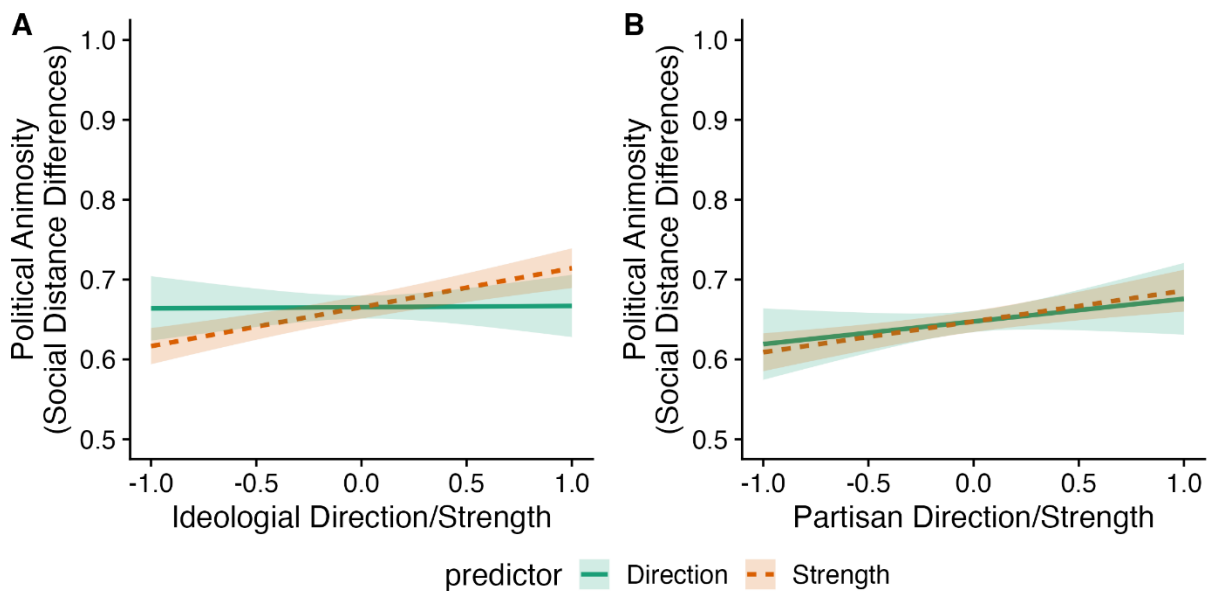 A
Political Animosity
(Social Distance Differences)
1.0
0.9
0.8
0.7
0.6
0.5
-1.0 -0.5 0.0 0.5 1.0
Ideologial Direction/Strength
B
Political Animosity
(Social Distance Differences)
1.0
0.9
0.8
0.7
0.6
0.5
-1.0 -0.5 0.0 0.5 1.0
Partisan Direction/Strength
predictor Direction Strength